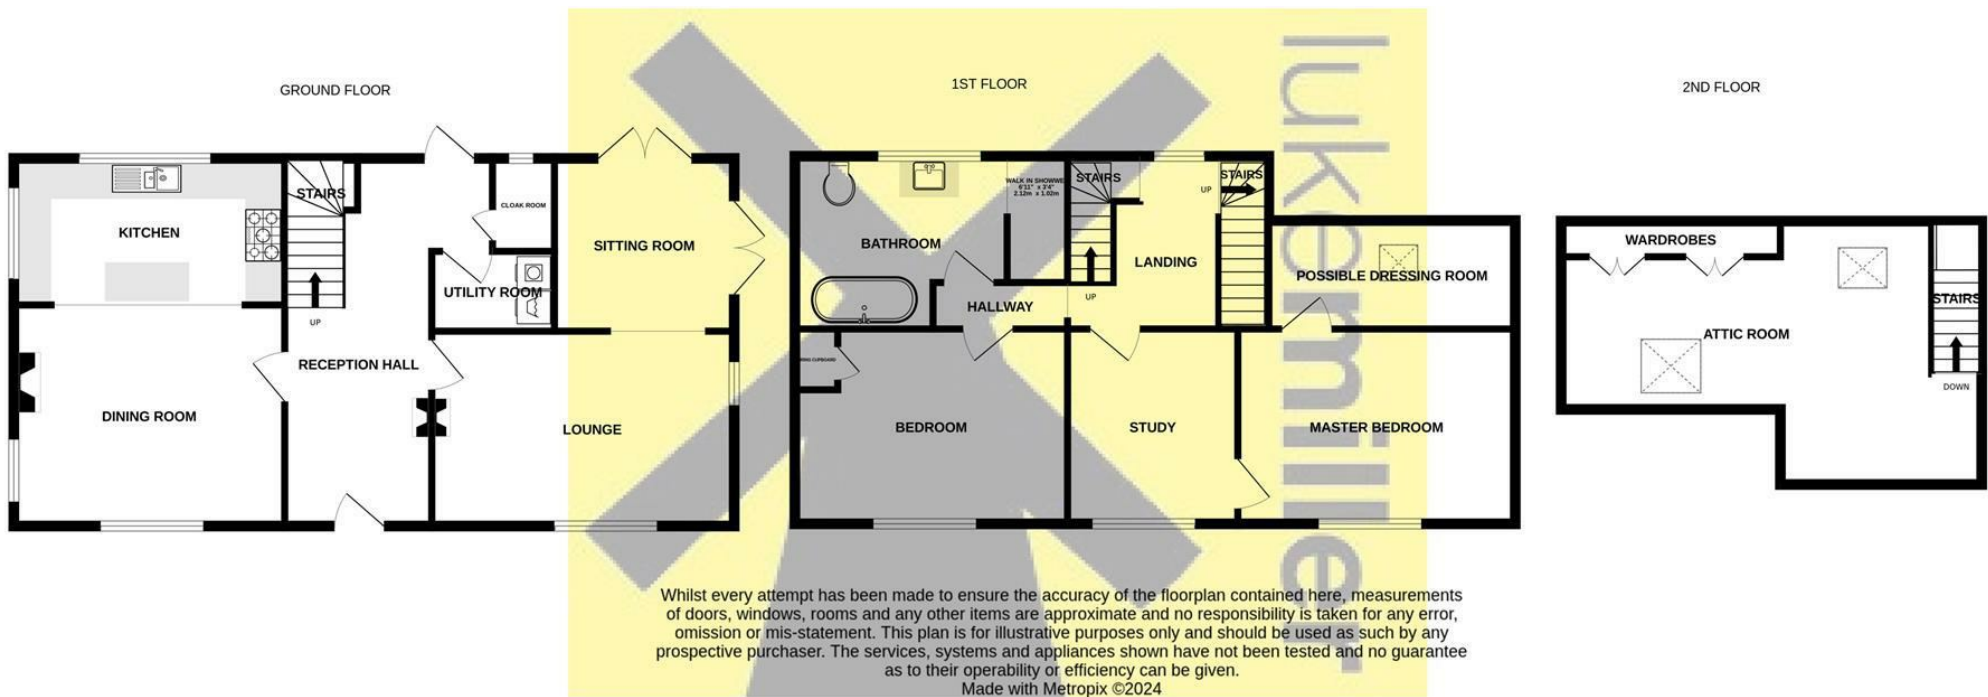 GROUND FLOOR
STAIRS
KITCHEN
CLOAK ROOM
SITTING ROOM
UTILITY ROOM
UP
RECEPTION HALL
DINING ROOM
LOUNGE
1ST FLOOR
STAIRS
STAIRS
WALK IN SHOWWE
6'11" x 3'4"
2.12m x 1.02m
UP
BATHROOM
LANDING
POSSIBLE DRESSING ROOM
UP
HALLWAY
CUPBOARD
BEDROOM
STUDY
MASTER BEDROOM
2ND FLOOR
WARDROBES
STAIRS
ATTIC ROOM
DOWN
lukemiller
Whilst every attempt has been made to ensure the accuracy of the floorplan contained here, measurements
of doors, windows, rooms and any other items are approximate and no responsibility is taken for any error,
omission or mis-statement. This plan is for illustrative purposes only and should be used as such by any
prospective purchaser. The services, systems and appliances shown have not been tested and no guarantee
as to their operability or efficiency can be given.
Made with Metropix ©2024